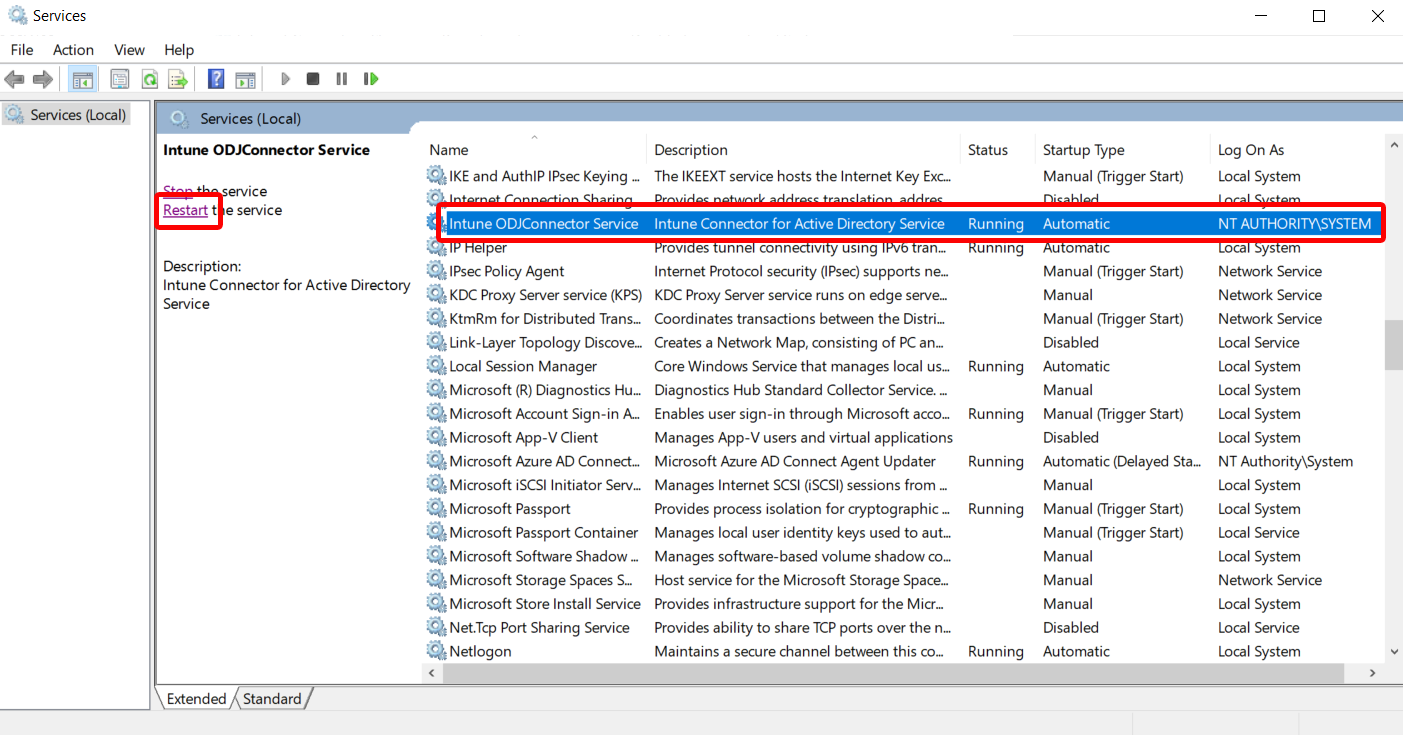 Services
File Action View Help
Services (Local)
Services (Local)
Intune ODJConnector Service
Stop the service
Restart the service
Description:
Intune Connector for Active Directory
Service
Name Description Status Startup Type Log On As
IKE and AuthIP IPsec Keying ... The IKEEXT service hosts the Internet Key Exc... Manual (Trigger Start) Local System
Internet Connection Sharing Provides network address translation, addres Disabled Local System
Intune ODJConnector Service Intune Connector for Active Directory Service Running Automatic NT AUTHORITY\SYSTEM
IP Helper Provides tunnel connectivity using IPv6 tran... Running Automatic Local System
IPsec Policy Agent Internet Protocol security (IPsec) supports ne... Manual (Trigger Start) Network Service
KDC Proxy Server service (KPS) KDC Proxy Server service runs on edge serve... Manual Network Service
KtmRm for Distributed Trans... Coordinates transactions between the Distri... Manual (Trigger Start) Network Service
Link-Layer Topology Discove... Creates a Network Map, consisting of PC an... Disabled Local Service
Local Session Manager Core Windows Service that manages local us... Running Automatic Local System
Microsoft (R) Diagnostics Hu... Diagnostics Hub Standard Collector Service. ... Manual Local System
Microsoft Account Sign-in A... Enables user sign-in through Microsoft acco... Running Manual (Trigger Start) Local System
Microsoft App-V Client Manages App-V users and virtual applications Disabled Local System
Microsoft Azure AD Connect... Microsoft Azure AD Connect Agent Updater Running Automatic (Delayed Sta... NT Authority\System
Microsoft iSCSI Initiator Serv... Manages Internet SCSI (iSCSI) sessions from ... Manual Local System
Microsoft Passport Provides process isolation for cryptographic ... Running Manual (Trigger Start) Local System
Microsoft Passport Container Manages local user identity keys used to aut... Manual (Trigger Start) Local Service
Microsoft Software Shadow ... Manages software-based volume shadow co... Manual Local System
Microsoft Storage Spaces S... Host service for the Microsoft Storage Space... Manual Network Service
Microsoft Store Install Service Provides infrastructure support for the Micr... Manual Local System
Net.Tcp Port Sharing Service Provides ability to share TCP ports over the n... Disabled Local Service
Netlogon Maintains a secure channel between this co... Running Automatic Local System
Extended Standard